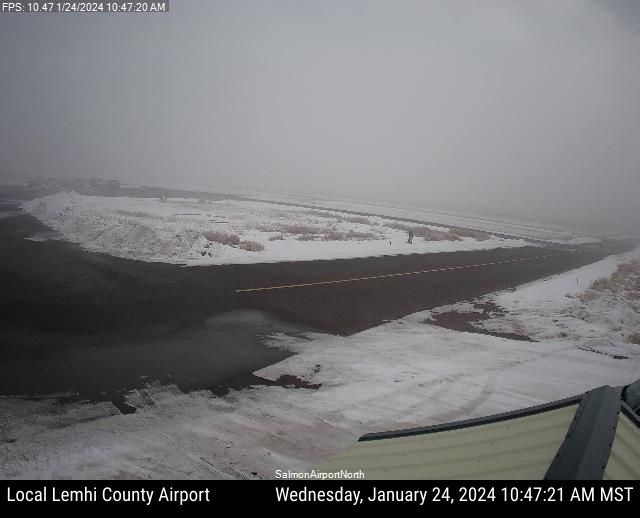 FPS: 10.47 1/24/2024 10:47:20 AM
SalmonAirportNorth
Local Lemhi County Airport Wednesday, January 24, 2024 10:47:21 AM MST